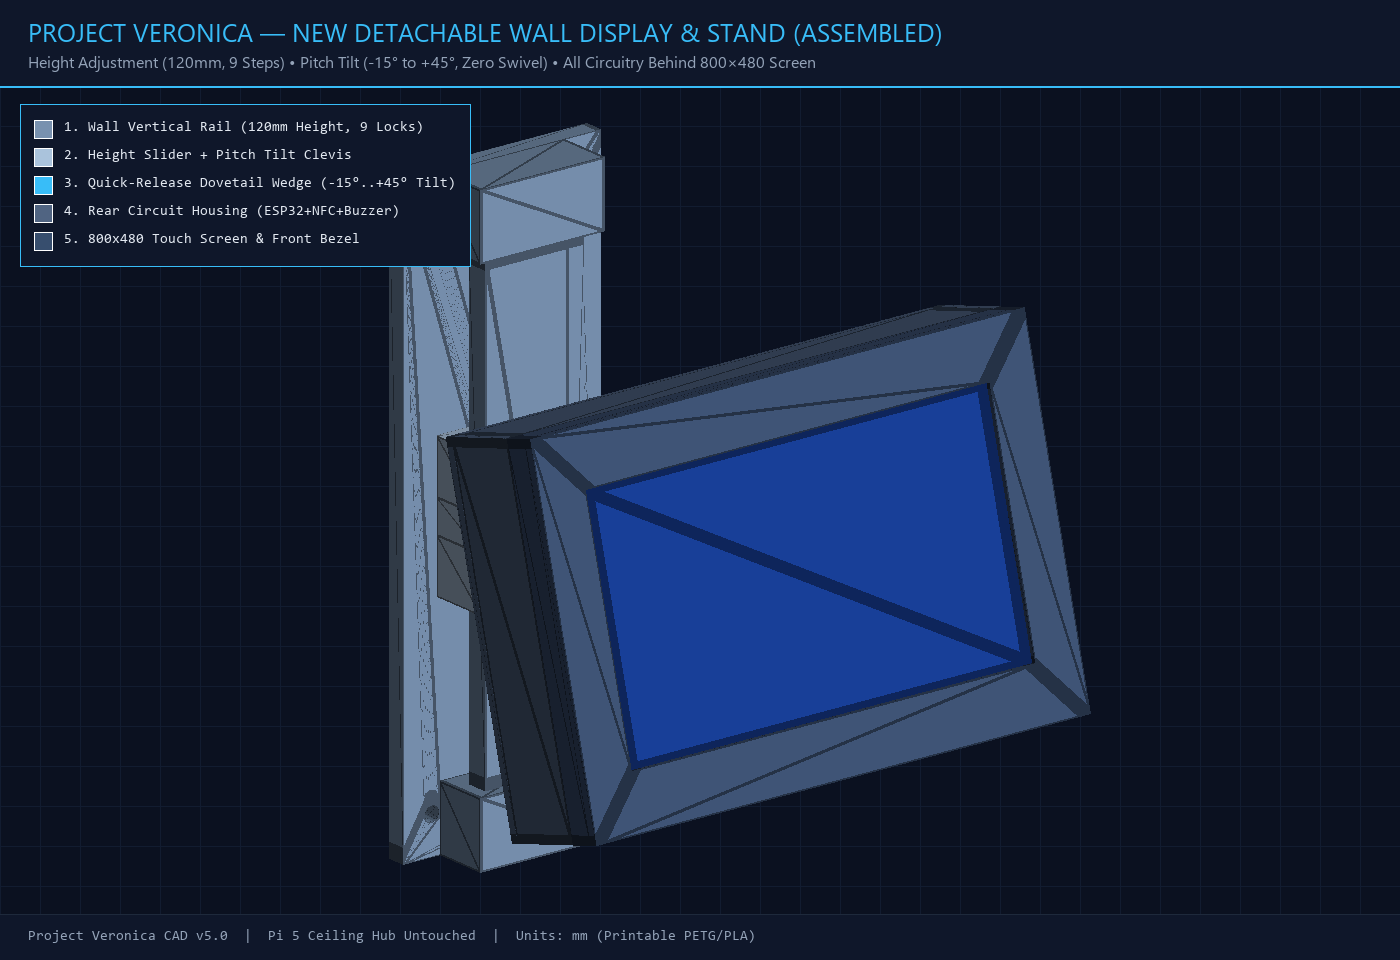 PROJECT VERONICA — NEW DETACHABLE WALL DISPLAY & STAND (ASSEMBLED)
Height Adjustment (120mm, 9 Steps) • Pitch Tilt (-15° to +45°, Zero Swivel) • All Circuitry Behind 800×480 Screen
1. Wall Vertical Rail (120mm Height, 9 Locks)
2. Height Slider + Pitch Tilt Clevis
3. Quick-Release Dovetail Wedge (-15°..+45° Tilt)
4. Rear Circuit Housing (ESP32+NFC+Buzzer)
5. 800x480 Touch Screen & Front Bezel
Project Veronica CAD v5.0 | Pi 5 Ceiling Hub Untouched | Units: mm (Printable PETG/PLA)